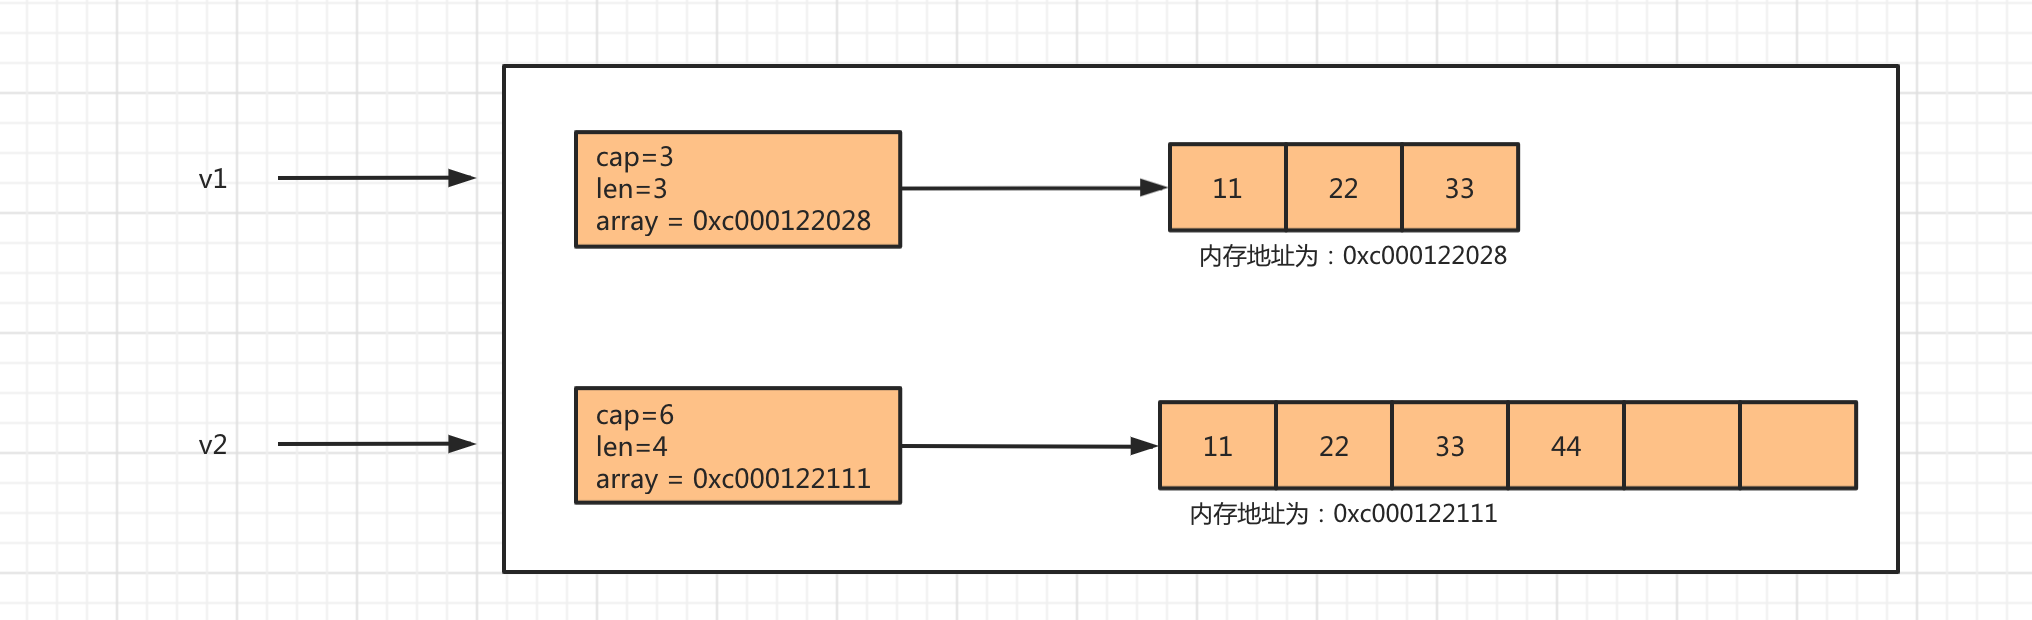 v1
cap=3
len=3
array = 0xc000122028
11 22 33
内存地址为：0xc000122028
v2
cap=6
len=4
array = 0xc000122111
11 22 33 44
内存地址为：0xc000122111